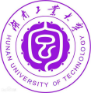 湖南工业大学
HUNAN UNIVERSITY OF TECHNOLOGY